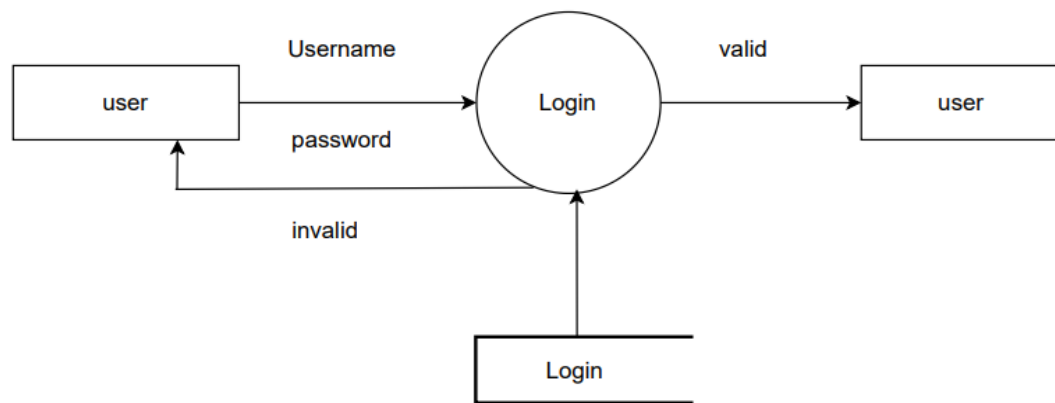 Username
valid
user
Login
user
password
invalid
Login